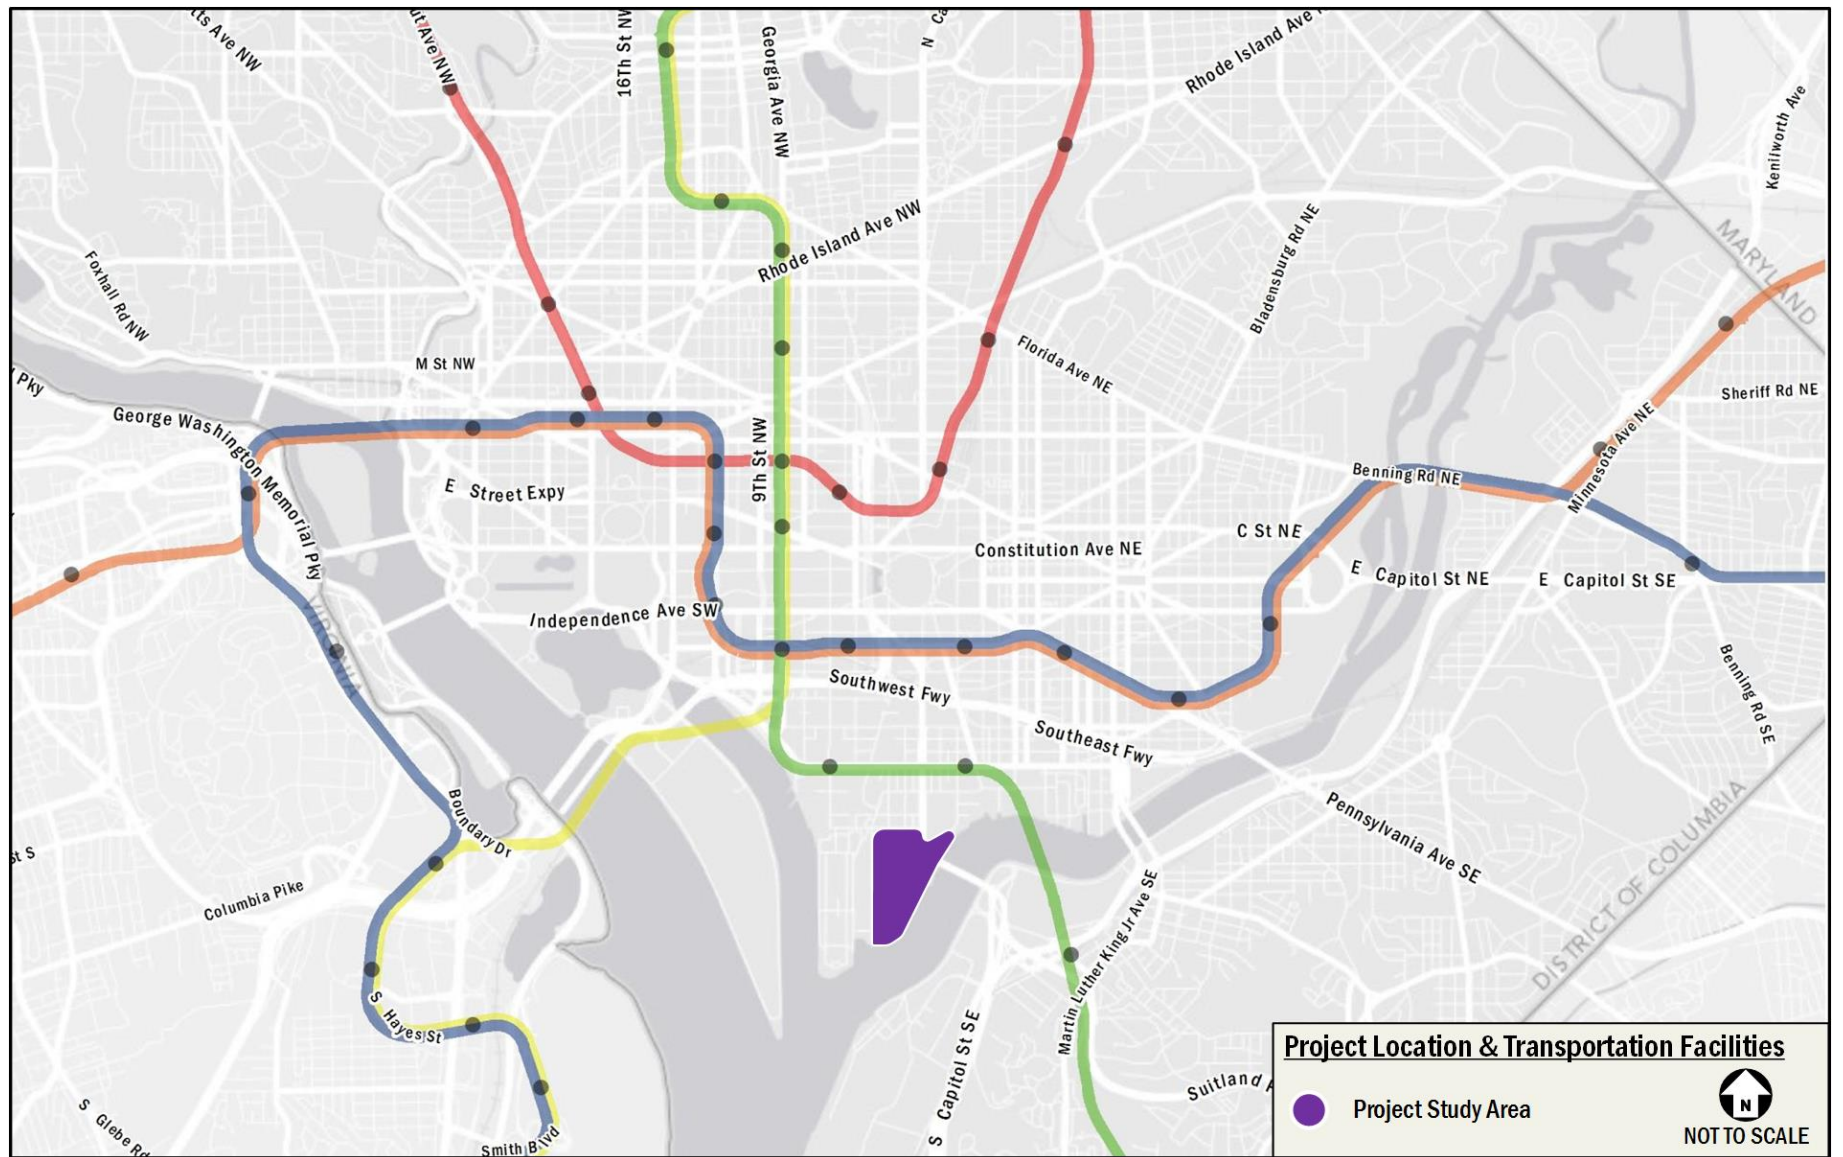 tts Ave NW
ut Ave NW
16Th St NW
Georgia Ave NW
N Ca
Rhode Island Ave
Kenilworth Ave
Foxhall Rd NW
Rhode Island Ave NW
Bladensburg Rd NE
MARYLAND
M St NW
Florida Ave NE
Sheriff Rd NE
Pky
George Washington Memorial Pky
9Th St NW
Minnesota Ave NE
Benning Rd NE
E Street Expy
C St NE
Constitution Ave NE
E Capitol St NE
E Capitol St SE
Independence Ave SW
VIRGINIA
Southwest Fwy
Benning Rd SE
Southeast Fwy
Boundary Dr
Pennsylvania Ave SE
DISTRICT OF COLUMBIA
St S
Columbia Pike
Martin Luther King Jr Ave SE
S Hayes St
S Capitol St SE
Suitland
S Glebe Rd
Smith Blvd
Project Location & Transportation Facilities
Project Study Area
N
NOT TO SCALE